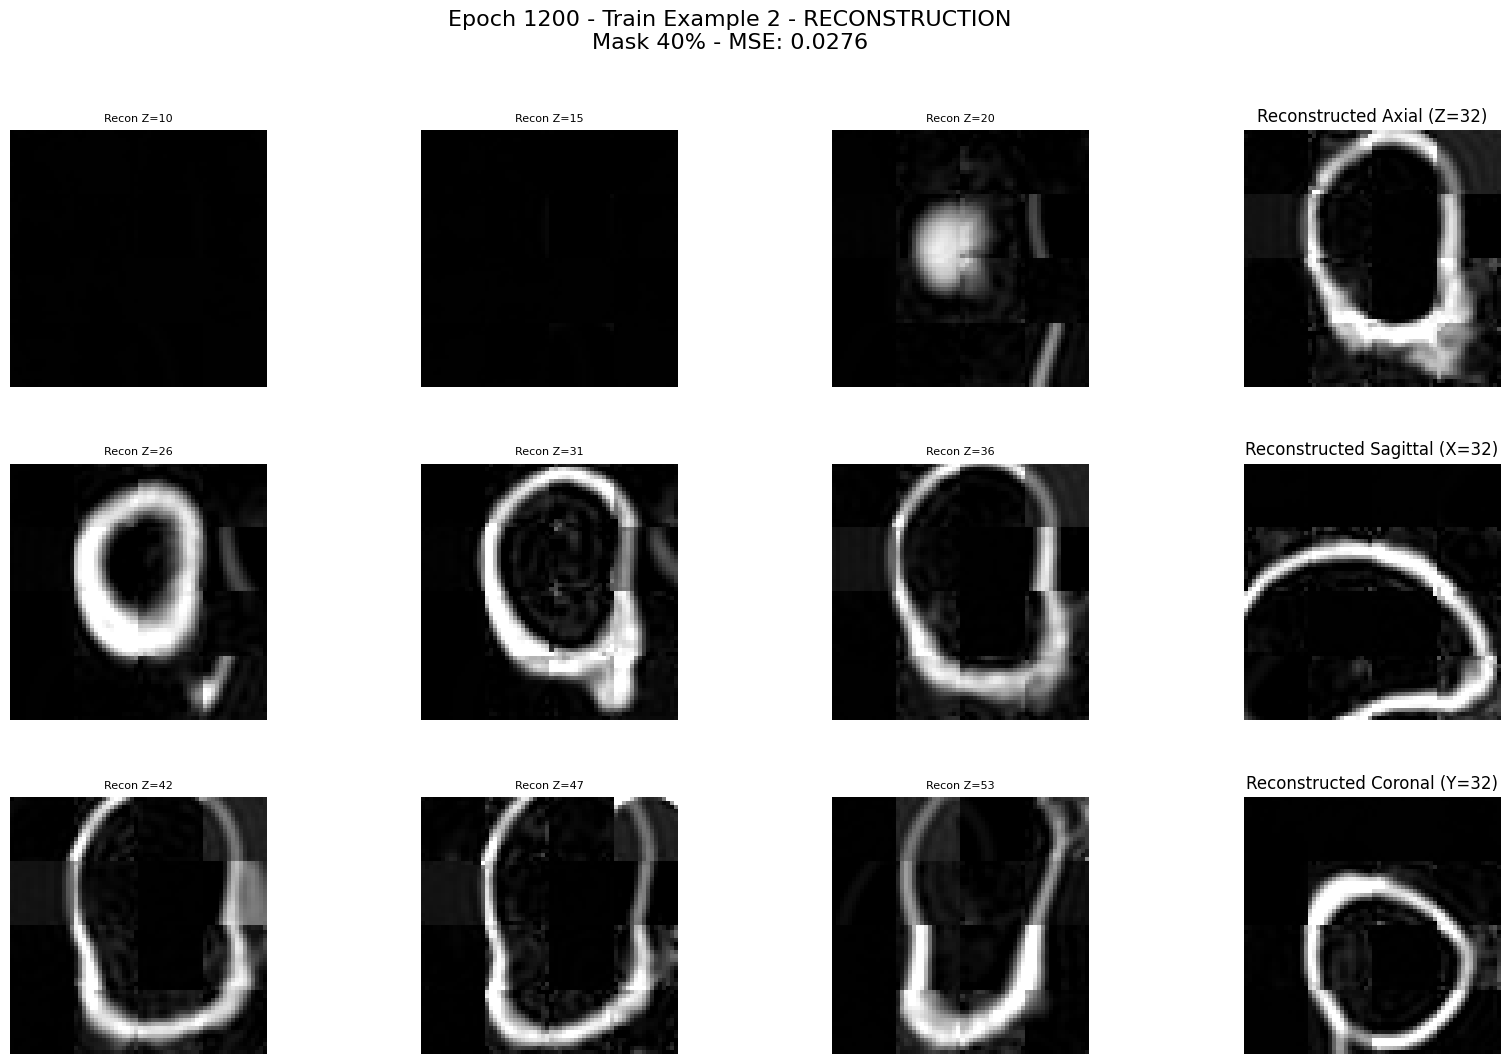 Epoch 1200 - Train Example 2 - RECONSTRUCTION
Mask 40% - MSE: 0.0276
Recon Z=10
Recon Z=15
Recon Z=20
Reconstructed Axial (Z=32)
Recon Z=26
Recon Z=31
Recon Z=36
Reconstructed Sagittal (X=32)
Recon Z=42
Recon Z=47
Recon Z=53
Reconstructed Coronal (Y=32)